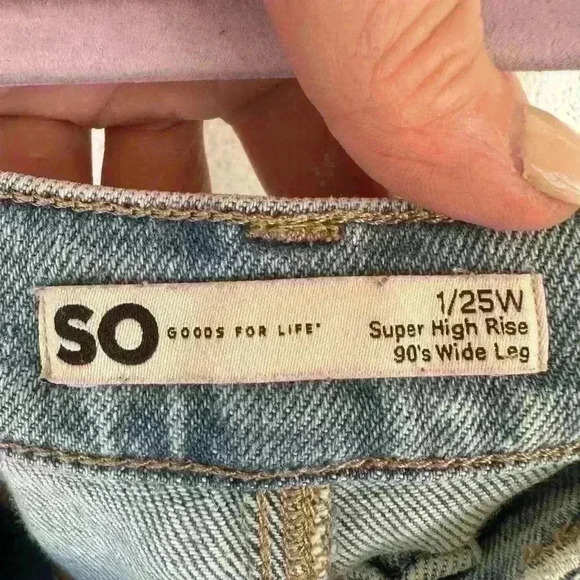 SO GOODS FOR LIFE®
1/25W
Super High Rise
90's Wide Leg